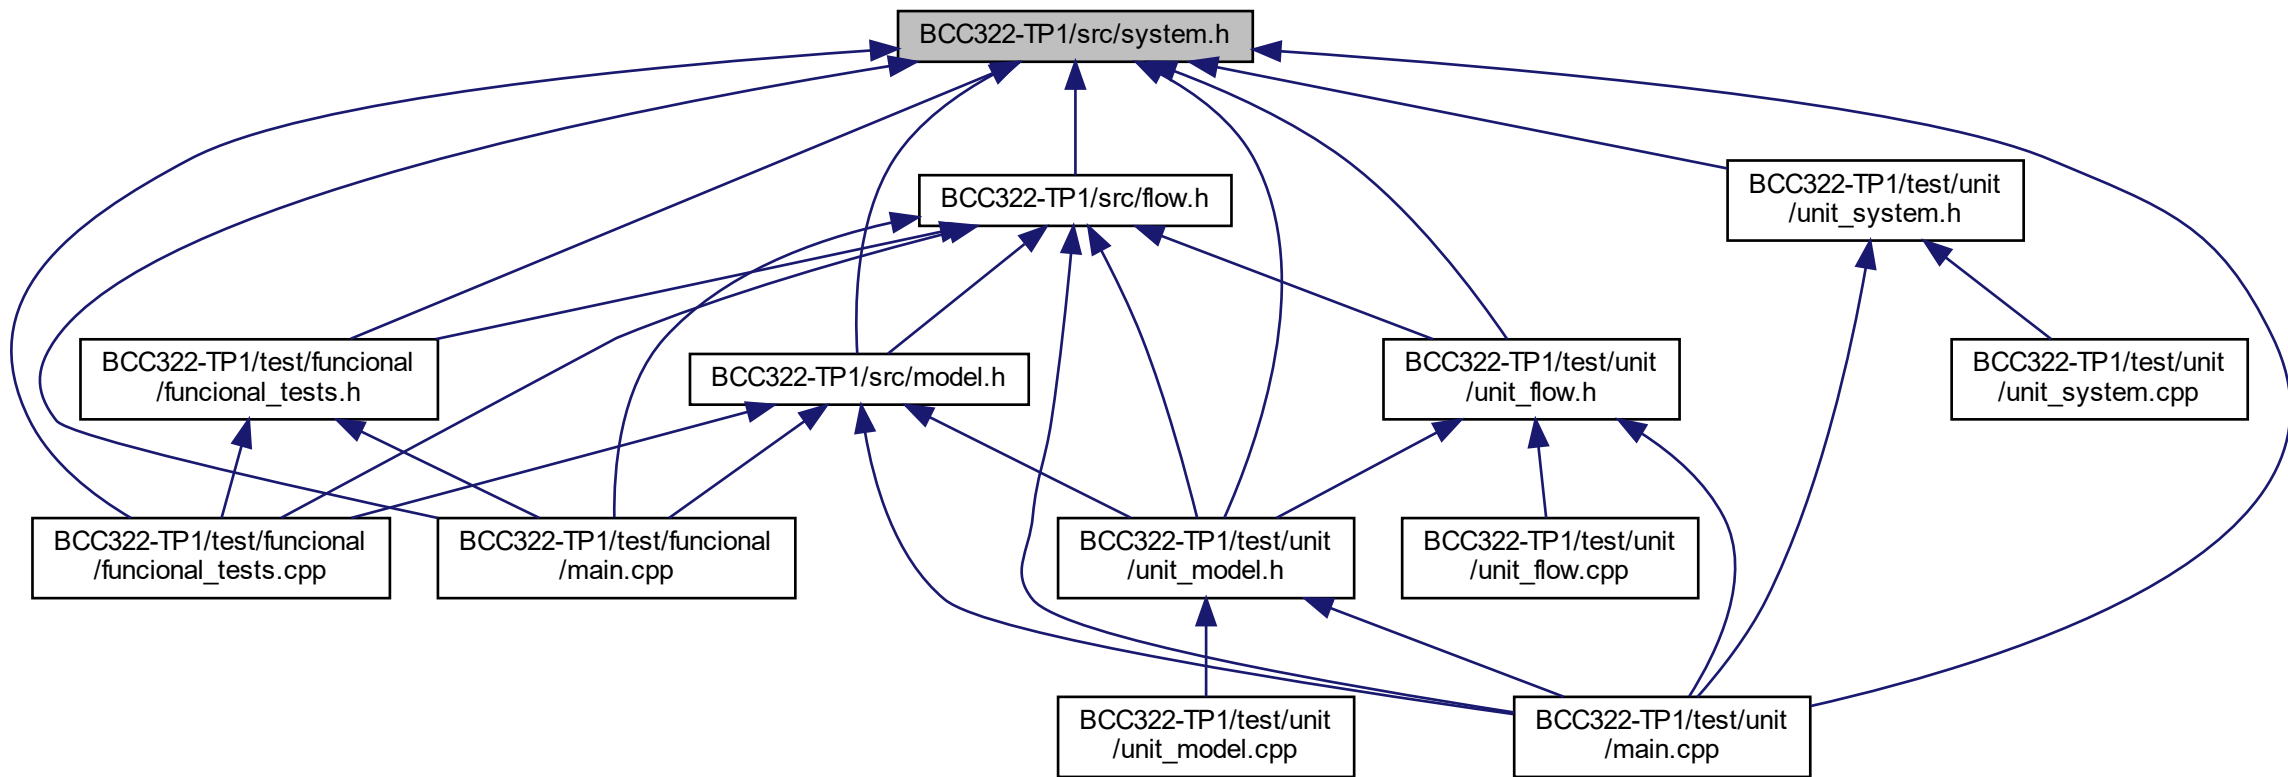 BCC322-TP1/src/system.h
BCC322-TP1/src/flow.h
BCC322-TP1/test/unit
/unit_system.h
BCC322-TP1/test/funcional
/funcional_tests.h
BCC322-TP1/src/model.h
BCC322-TP1/test/unit
/unit_flow.h
BCC322-TP1/test/unit
/unit_system.cpp
BCC322-TP1/test/funcional
/funcional_tests.cpp
BCC322-TP1/test/funcional
/main.cpp
BCC322-TP1/test/unit
/unit_model.h
BCC322-TP1/test/unit
/unit_flow.cpp
BCC322-TP1/test/unit
/unit_model.cpp
BCC322-TP1/test/unit
/main.cpp